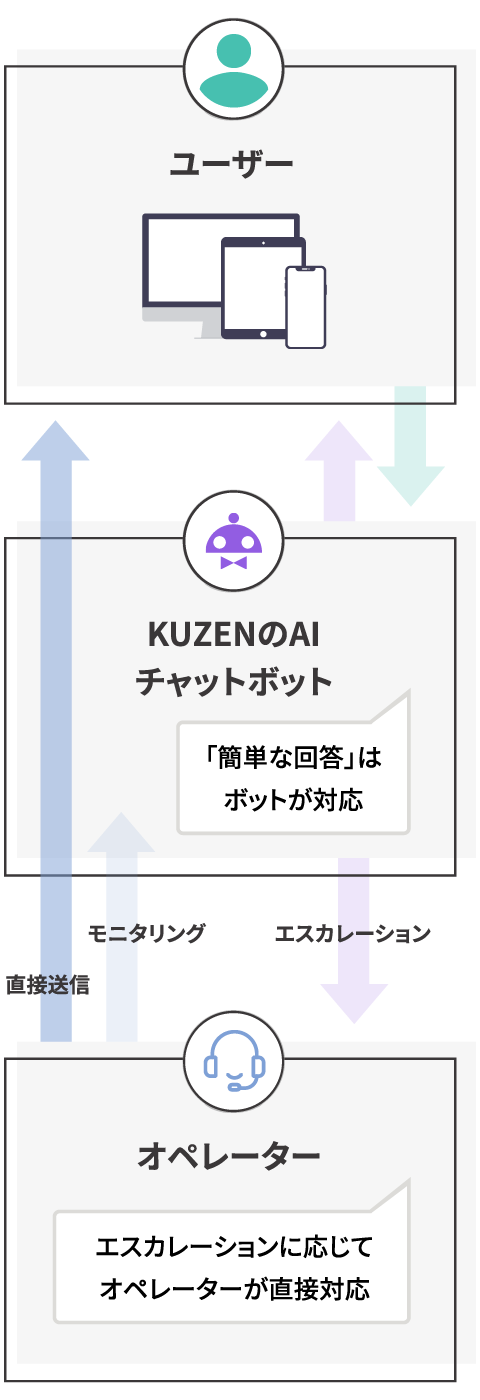 ユーザー
KUZENのAI
チャットボット
「簡単な回答」は
ボットが対応
モニタリング
エスカレーション
直接送信
オペレーター
エスカレーションに応じて
オペレーターが直接対応